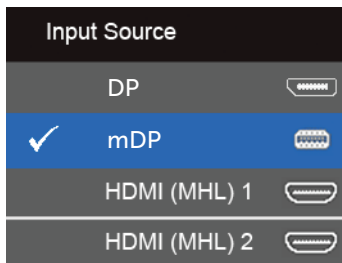 Input Source
DP
mDP
HDMI (MHL) 1
HDMI (MHL) 2